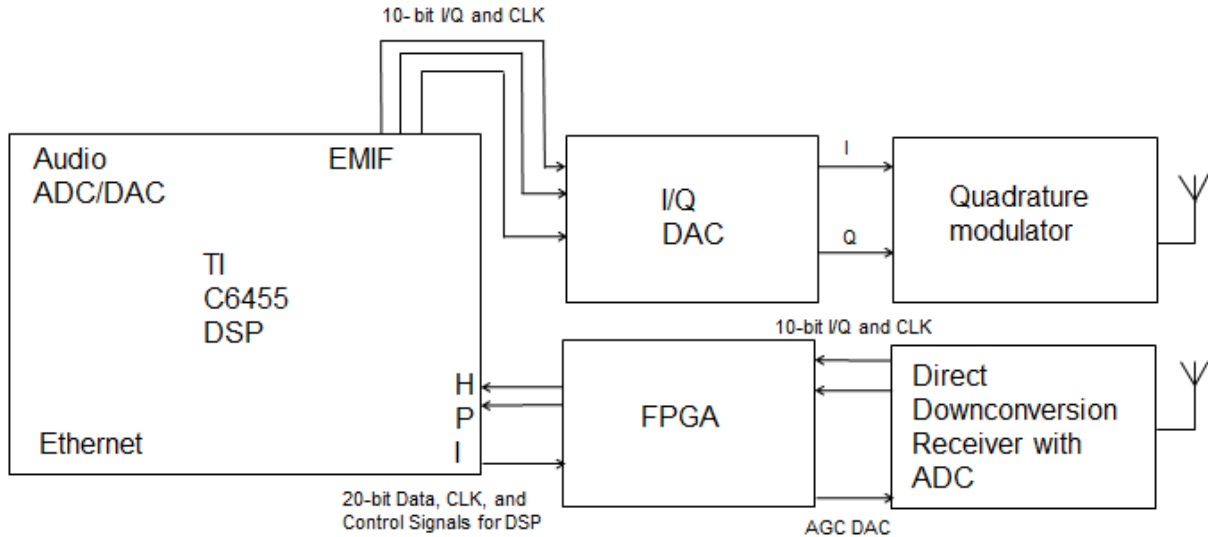 10- bit I/Q and CLK
Audio
ADC/DAC
EMIF
TI
C6455
DSP
H
P
I
Ethernet
I/Q
DAC
I
Q
Quadrature
modulator
10-bit I/Q and CLK
FPGA
Direct
Downconversion
Receiver with
ADC
20-bit Data, CLK, and
Control Signals for DSP
AGC DAC